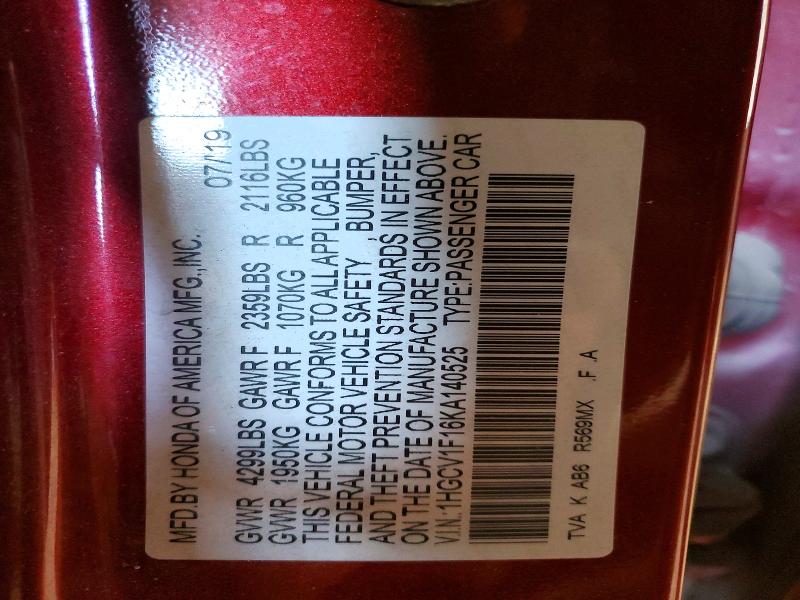 MFD.BY HONDA OF AMERICA MFG.,INC. 07/'19
GVWR 4299LBS GAWR F 2359LBS R 2116LBS
GVWR 1950KG GAWR F 1070KG R 960KG
THIS VEHICLE CONFORMS TO ALL APPLICABLE
FEDERAL MOTOR VEHICLE SAFETY , BUMPER,
AND THEFT PREVENTION STANDARDS IN EFFECT
ON THE DATE OF MANUFACTURE SHOWN ABOVE.
V.I.N:1HGCV1F16KA140525 TYPE:PASSENGER CAR
TVA K AB6 R569MX .F .A